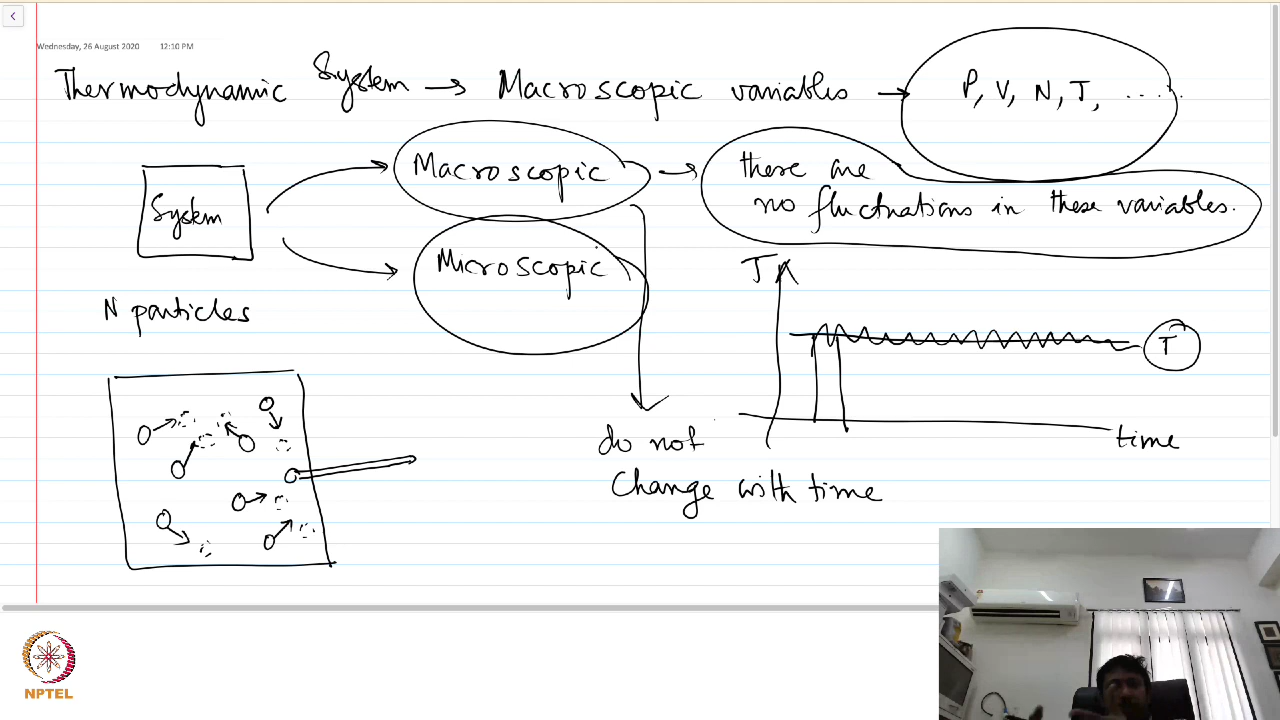 Wednesday, 26 August 2020 12:10 PM
Thermodynamic System → Macroscopic variables → P, V, N, T, .....
System
Macroscopic → there are
no fluctuations in these variables.
Microscopic
N particles
T
T
time
do not
Change with time
NPTEL